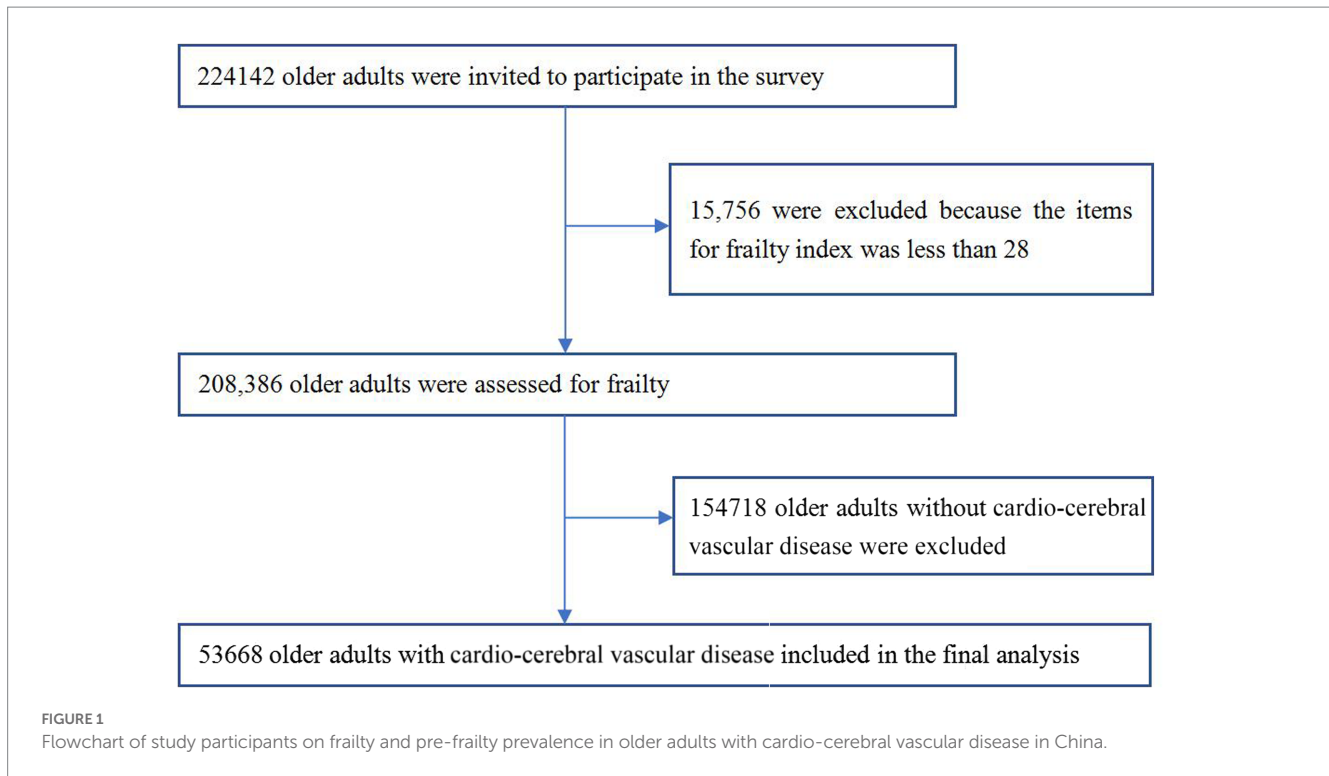 224142 older adults were invited to participate in the survey
15,756 were excluded because the items
for frailty index was less than 28
208,386 older adults were assessed for frailty
154718 older adults without cardio-cerebral
vascular disease were excluded
53668 older adults with cardio-cerebral vascular disease included in the final analysis
FIGURE 1
Flowchart of study participants on frailty and pre-frailty prevalence in older adults with cardio-cerebral vascular disease in China.